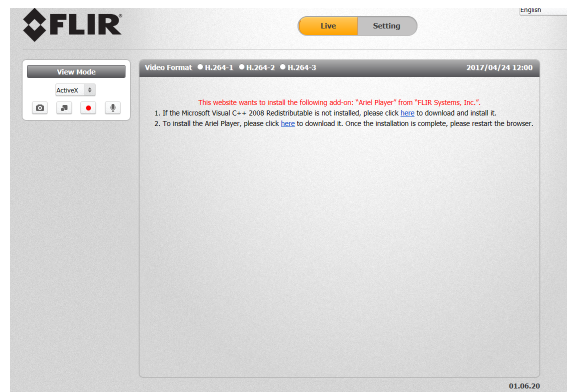 English
FLIR
Live Setting
View Mode
ActiveX
Video Format H.264-1 H.264-2 H.264-3 2017/04/24 12:00
This website wants to install the following add-on: "Ariel Player" from "FLIR Systems, Inc,".
1. If the Microsoft Visual C++ 2008 Redistributable is not installed, please click here to download and install it.
2. To install the Ariel Player, please click here to download it. Once the installation is complete, please restart the browser.
01.06.20